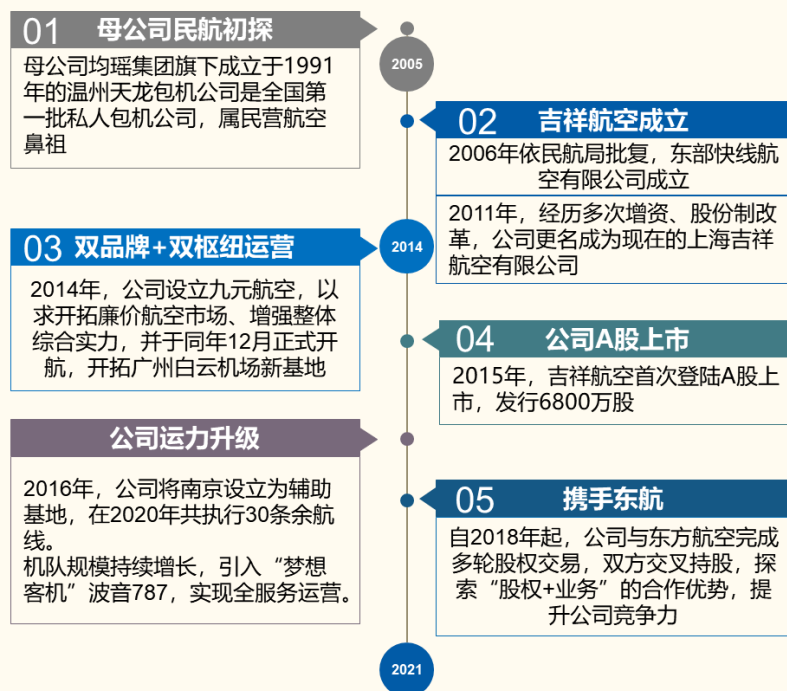 01 母公司民航初探
母公司均瑶集团旗下成立于1991
年的温州天龙包机公司是全国第
一批私人包机公司，属民营航空
鼻祖
2005
02 吉祥航空成立
2006年依民航局批复，东部快线航
空有限公司成立
2011年，经历多次增资、股份制改
革，公司更名成为现在的上海吉祥
航空有限公司
03 双品牌+双枢纽运营
2014年，公司设立九元航空，以
求开拓廉价航空市场、增强整体
综合实力，并于同年12月正式开
航，开拓广州白云机场新基地
2014
04 公司A股上市
2015年，吉祥航空首次登陆A股上
市，发行6800万股
公司运力升级
2016年，公司将南京设立为辅助
基地，在2020年共执行30条余航
线。
机队规模持续增长，引入“梦想
客机”波音787，实现全服务运营。
05 携手东航
自2018年起，公司与东方航空完成
多轮股权交易，双方交叉持股，探
索“股权+业务”的合作优势，提
升公司竞争力
2021